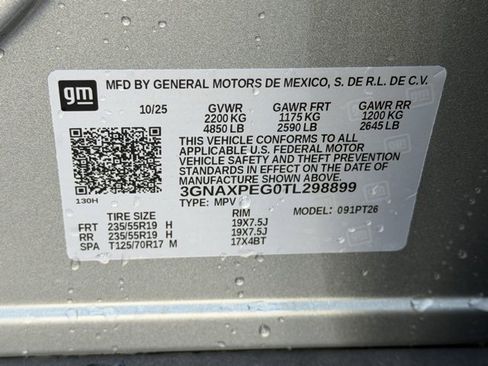 gm MFD BY GENERAL MOTORS DE MEXICO, S. DE R.L. DE C.V.
10/25 GVWR GAWR FRT GAWR RR
2200 KG 1175 KG 1200 KG
4850 LB 2590 LB 2645 LB
THIS VEHICLE CONFORMS TO ALL
APPLICABLE U.S. FEDERAL MOTOR
VEHICLE SAFETY AND THEFT PREVENTION
STANDARDS IN EFFECT ON THE DATE OF
MANUFACTURE SHOWN ABOVE.
3GNAXPEG0TL298899
130H
TYPE: MPV MODEL: 091PT26
TIRE SIZE RIM
FRT 235/55R19 H 19X7.5J
RR 235/55R19 H 19X7.5J
SPA T125/70R17 M 17X4BT